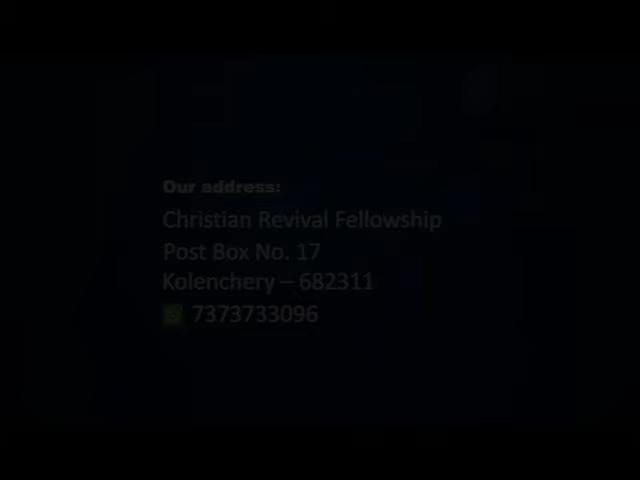 Our address:
Christian Revival Fellowship
Post Box No. 17
Kolenchery – 682311
7373733096